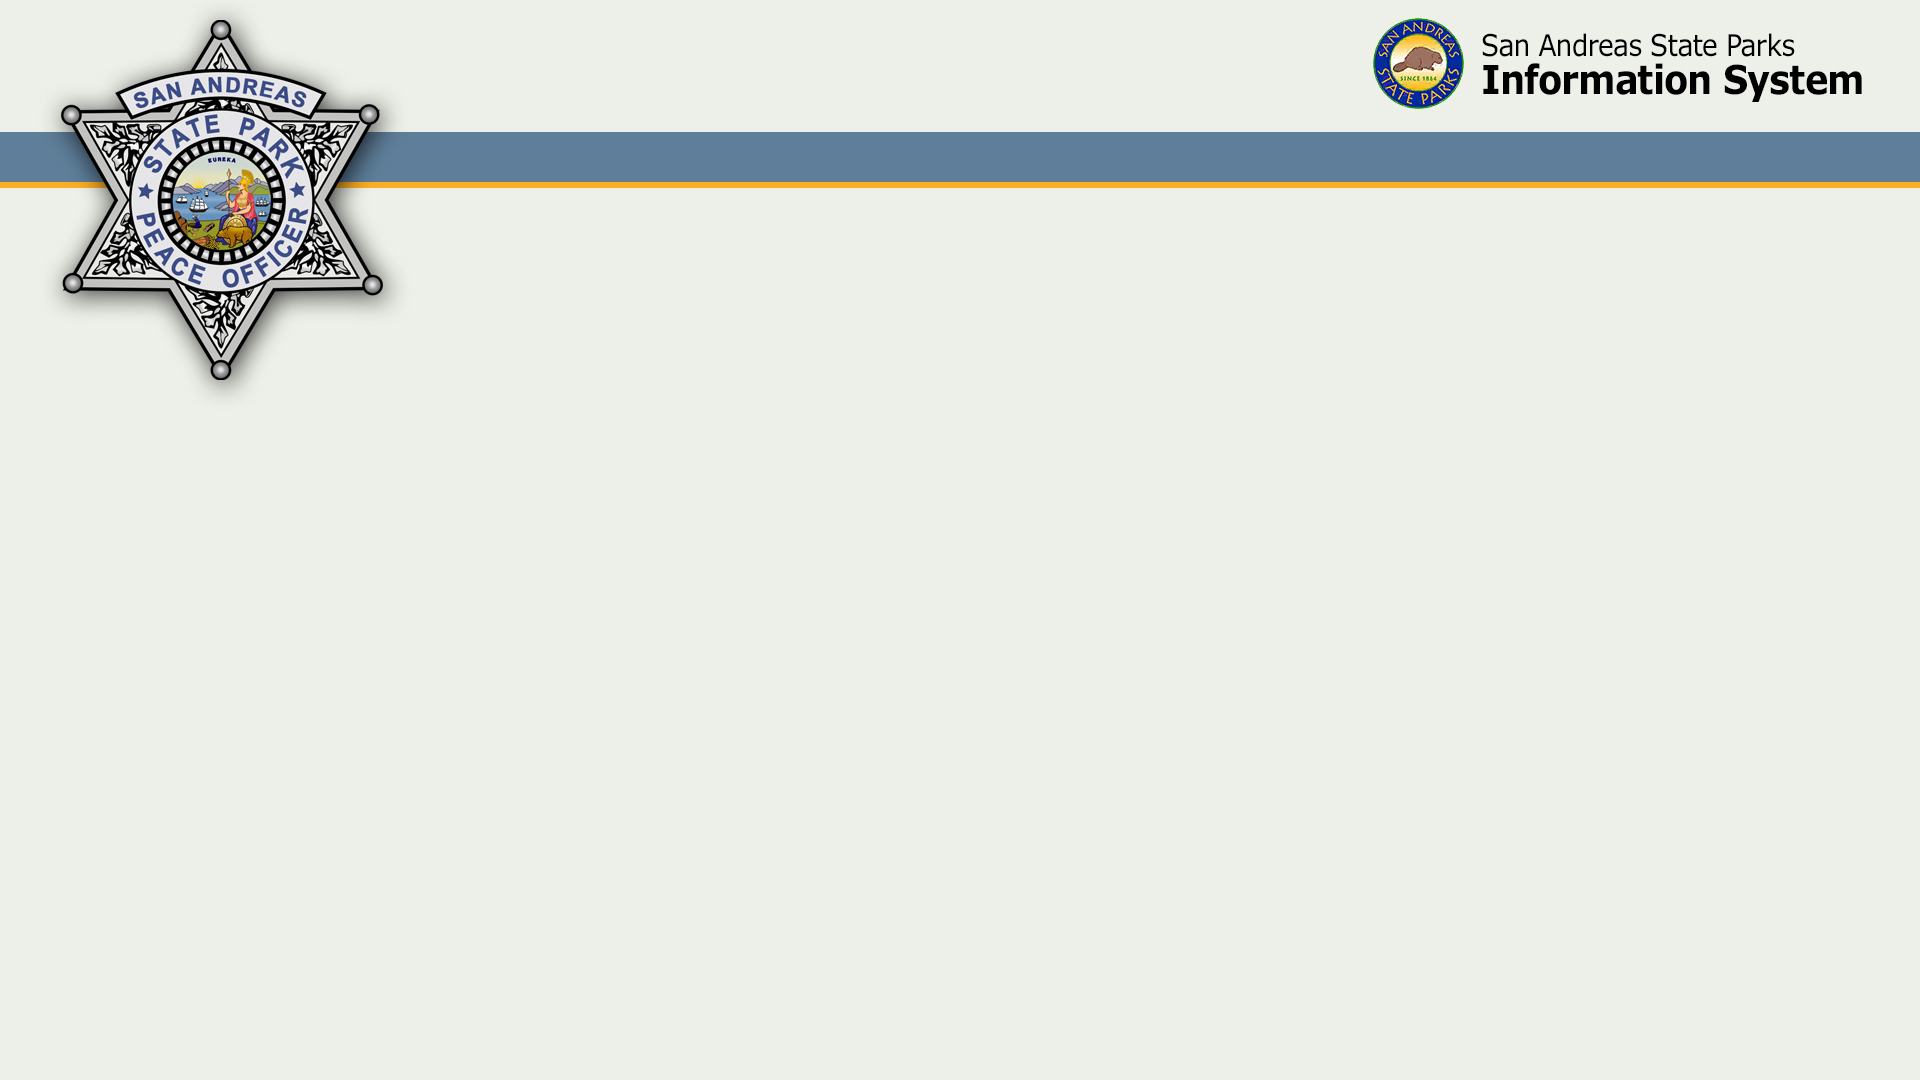 SAN ANDREAS
STATE PARK
EUREKA
PEACE OFFICER
SAN ANDREAS
SINCE 1864
STATE PARKS
San Andreas State Parks
Information System